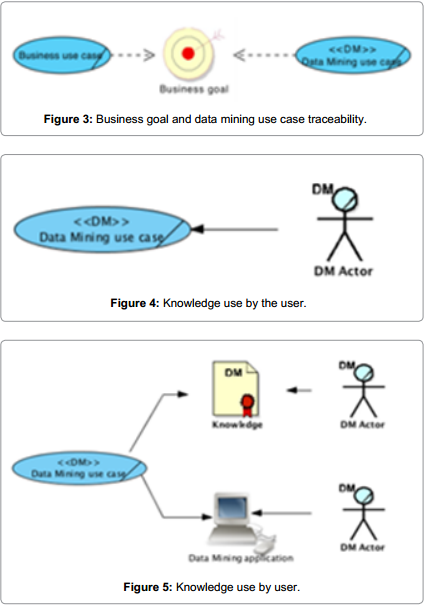 Business use case
<<DM>>
Data Mining use case
Business goal
Figure 3: Business goal and data mining use case traceability.
DM
<<DM>>
Data Mining use case
DM Actor
Figure 4: Knowledge use by the user.
DM
DM
Knowledge
DM Actor
<<DM>>
Data Mining use case
DM
Data Mining application
DM Actor
Figure 5: Knowledge use by user.